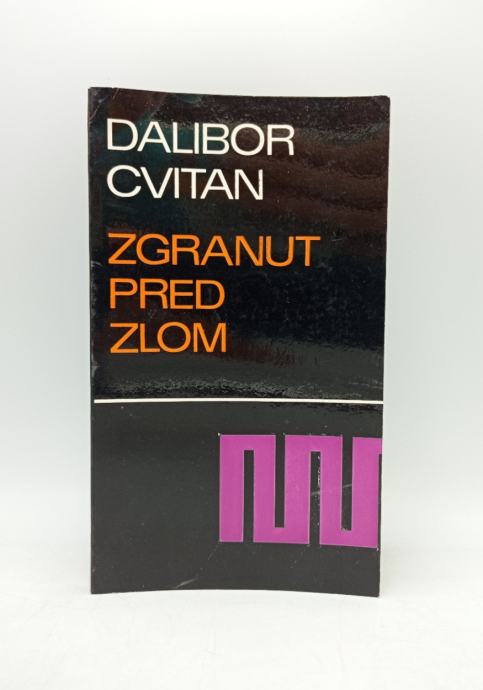 DALIBOR
CVITAN
ZGRANUT
PRED
ZLOM